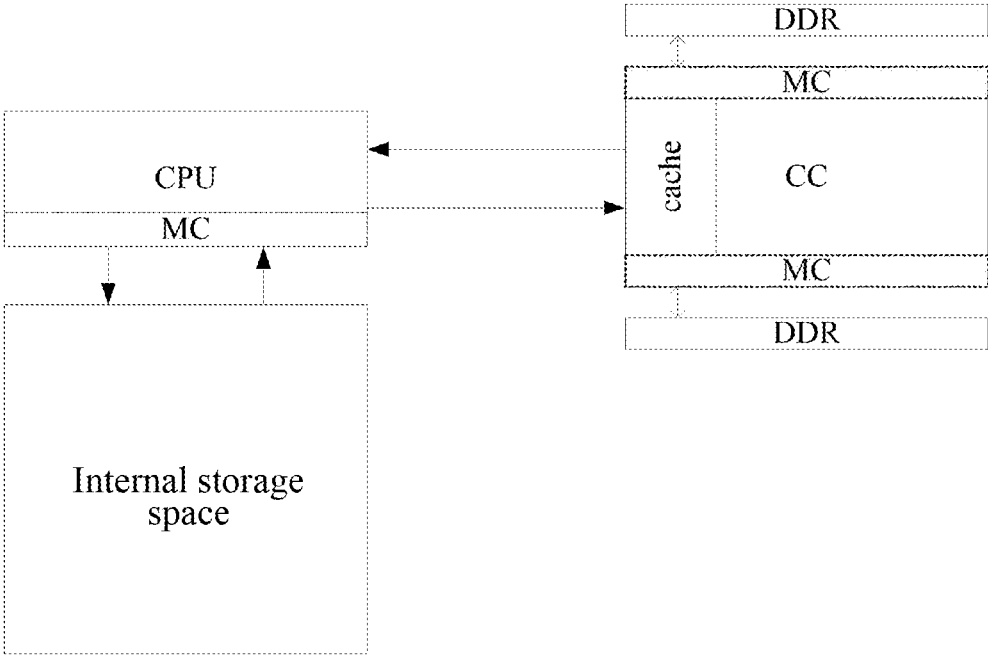 DDR
MC
cache
CC
MC
DDR
CPU
MC
Internal storage
space